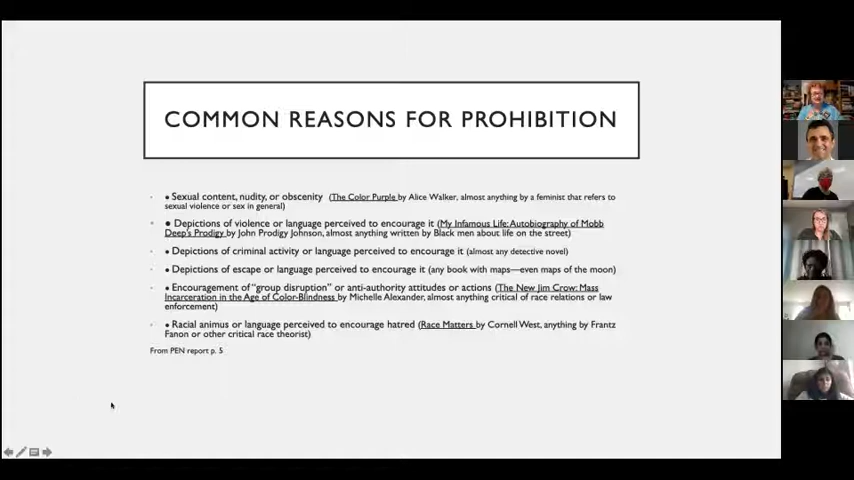 COMMON REASONS FOR PROHIBITION
• Sexual content, nudity, or obscenity (The Color Purple by Alice Walker, almost anything by a feminist that refers to
sexual violence or sex in general)
• Depictions of violence or language perceived to encourage it (My Infamous Life: Autobiography of Mobb
Deep's Prodigy by John Prodigy Johnson, almost anything written by Black men about life on the street)
• Depictions of criminal activity or language perceived to encourage it (almost any detective novel)
• Depictions of escape or language perceived to encourage it (any book with maps—even maps of the moon)
• Encouragement of "group disruption" or anti-authority attitudes or actions (The New Jim Crow: Mass
Incarceration in the Age of Color-Blindness by Michelle Alexander, almost anything critical of race relations or law
enforcement)
• Racial animus or language perceived to encourage hatred (Race Matters by Cornell West, anything by Frantz
Fanon or other critical race theorist)
From PEN report p. 5